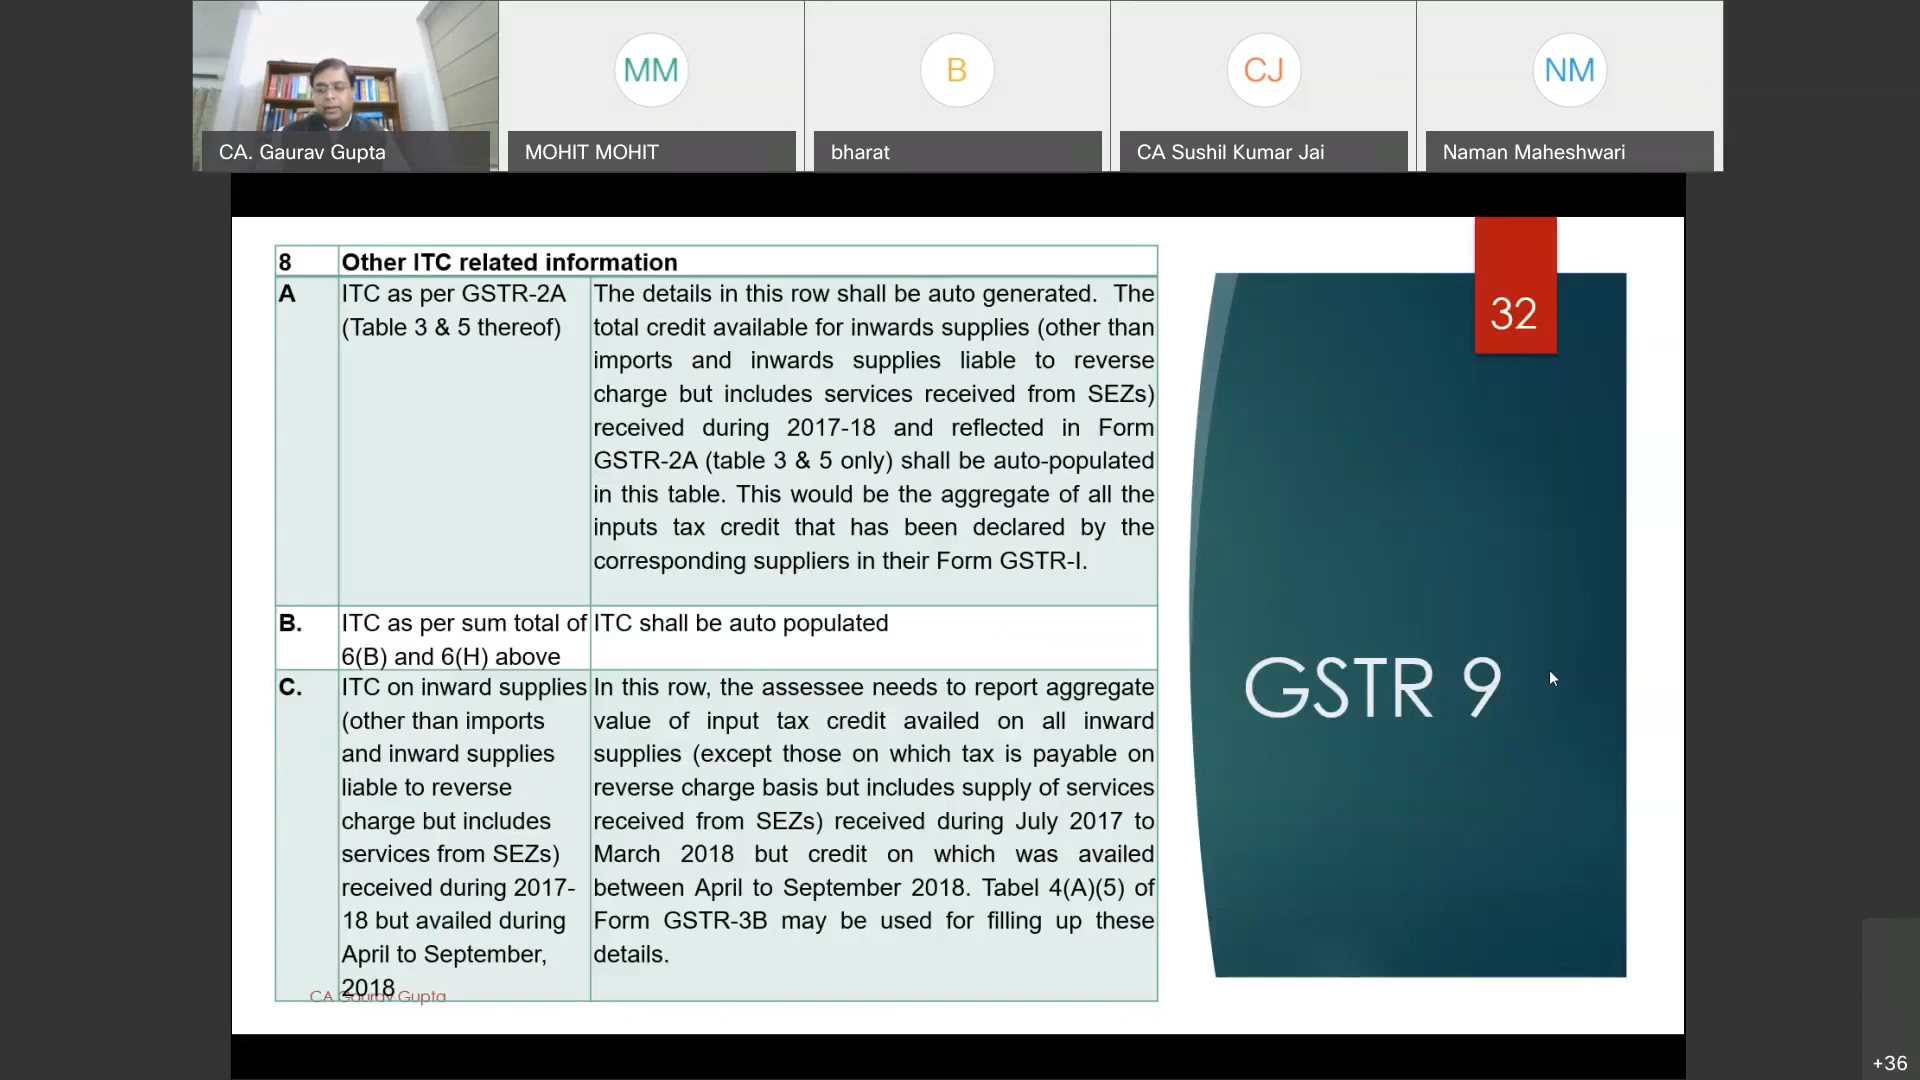 MM
B
CJ
NM
CA. Gaurav Gupta
MOHIT MOHIT
bharat
CA Sushil Kumar Jai
Naman Maheshwari
8
Other ITC related information
A
ITC as per GSTR-2A
(Table 3 & 5 thereof)
The details in this row shall be auto generated. The
total credit available for inwards supplies (other than
imports and inwards supplies liable to reverse
charge but includes services received from SEZs)
received during 2017-18 and reflected in Form
GSTR-2A (table 3 & 5 only) shall be auto-populated
in this table. This would be the aggregate of all the
inputs tax credit that has been declared by the
corresponding suppliers in their Form GSTR-I.
B.
ITC as per sum total of
6(B) and 6(H) above
ITC shall be auto populated
C.
ITC on inward supplies
(other than imports
and inward supplies
liable to reverse
charge but includes
services from SEZs)
received during 2017-
18 but availed during
April to September,
2018
In this row, the assessee needs to report aggregate
value of input tax credit availed on all inward
supplies (except those on which tax is payable on
reverse charge basis but includes supply of services
received from SEZs) received during July 2017 to
March 2018 but credit on which was availed
between April to September 2018. Tabel 4(A)(5) of
Form GSTR-3B may be used for filling up these
details.
CA Gaurav Gupta
32
GSTR 9
+36